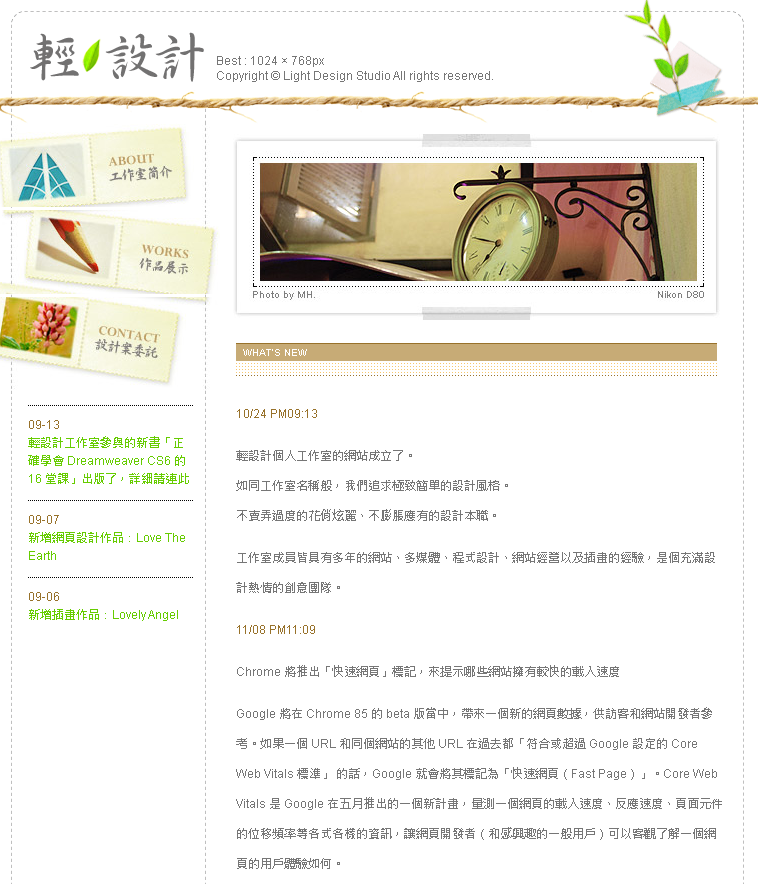 輕設計
Best : 1024 × 768px
Copyright © Light Design Studio All rights reserved.
ABOUT
工作室簡介
WORKS
作品展示
CONTACT
設計案委託
09-13
輕設計工作室參與的新書「正
確學會 Dreamweaver CS6 的
16 堂課」出版了，詳細請連此
09-07
新增網頁設計作品：Love The
Earth
09-06
新增插畫作品：Lovely Angel
Photo by MH.
Nikon D80
WHAT'S NEW
10/24 PM09:13
輕設計個人工作室的網站成立了。
如同工作室名稱般，我們追求極致簡單的設計風格。
不賣弄過度的花俏炫麗、不膨脹應有的設計本職。
工作室成員皆具有多年的網站、多媒體、程式設計、網站經營以及插畫的經驗，是個充滿設
計熱情的創意團隊。
11/08 PM11:09
Chrome 將推出「快速網頁」標記，來提示哪些網站擁有較快的載入速度
Google 將在 Chrome 85 的 beta 版當中，帶來一個新的網頁數據，供訪客和網站開發者參
考。如果一個 URL 和同個網站的其他 URL 在過去都「符合或超過 Google 設定的 Core
Web Vitals 標準」 的話，Google 就會將其標記為「快速網頁（Fast Page）」。Core Web
Vitals 是 Google 在五月推出的一個新計畫，量測一個網頁的載入速度、反應速度、頁面元件
的位移頻率等各式各樣的資訊，讓網頁開發者（和感興趣的一般用戶）可以客觀了解一個網
頁的用戶體驗如何。